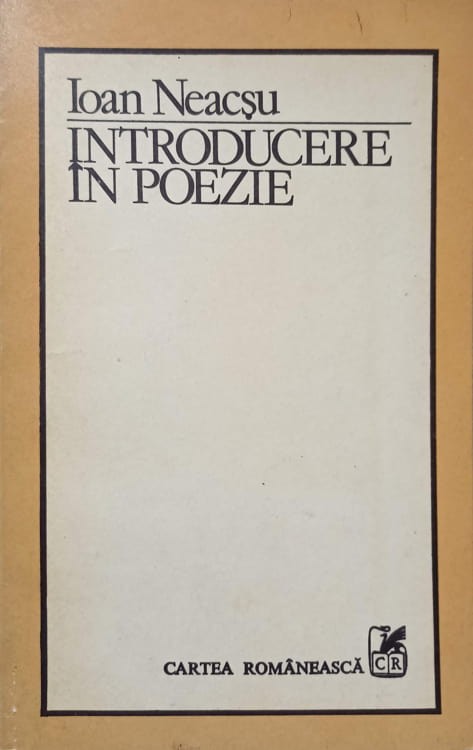 Ioan Neacșu
INTRODUCERE
ÎN POEZIE
CARTEA ROMÂNEASCĂ
CR